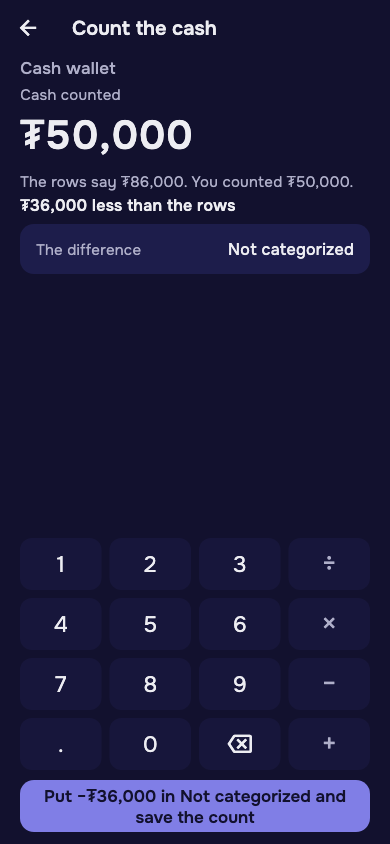 Count the cash
Cash wallet
Cash counted
₮50,000
The rows say ₮86,000. You counted ₮50,000.
₮36,000 less than the rows
The difference Not categorized
1 2 3 ÷
4 5 6 ×
7 8 9 −
. 0 +
Put −₮36,000 in Not categorized and
save the count